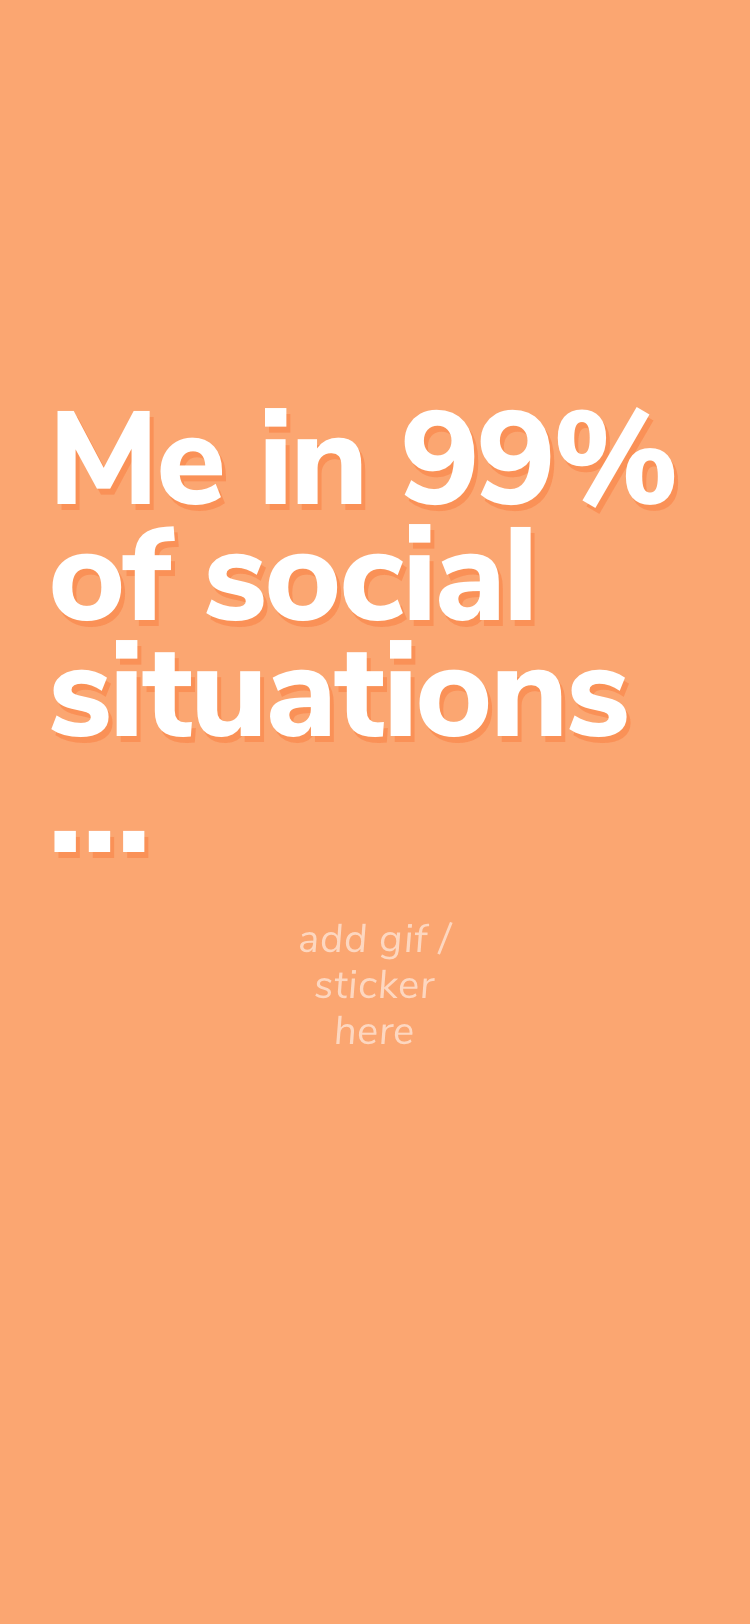 Me in 99%
of social
situations
...
add gif /
sticker
here